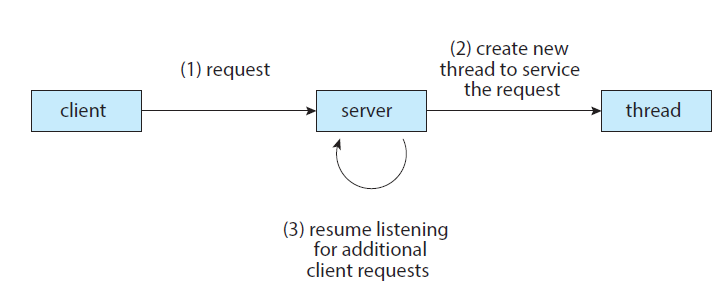 (1) request
(2) create new
thread to service
the request
client
server
thread
(3) resume listening
for additional
client requests